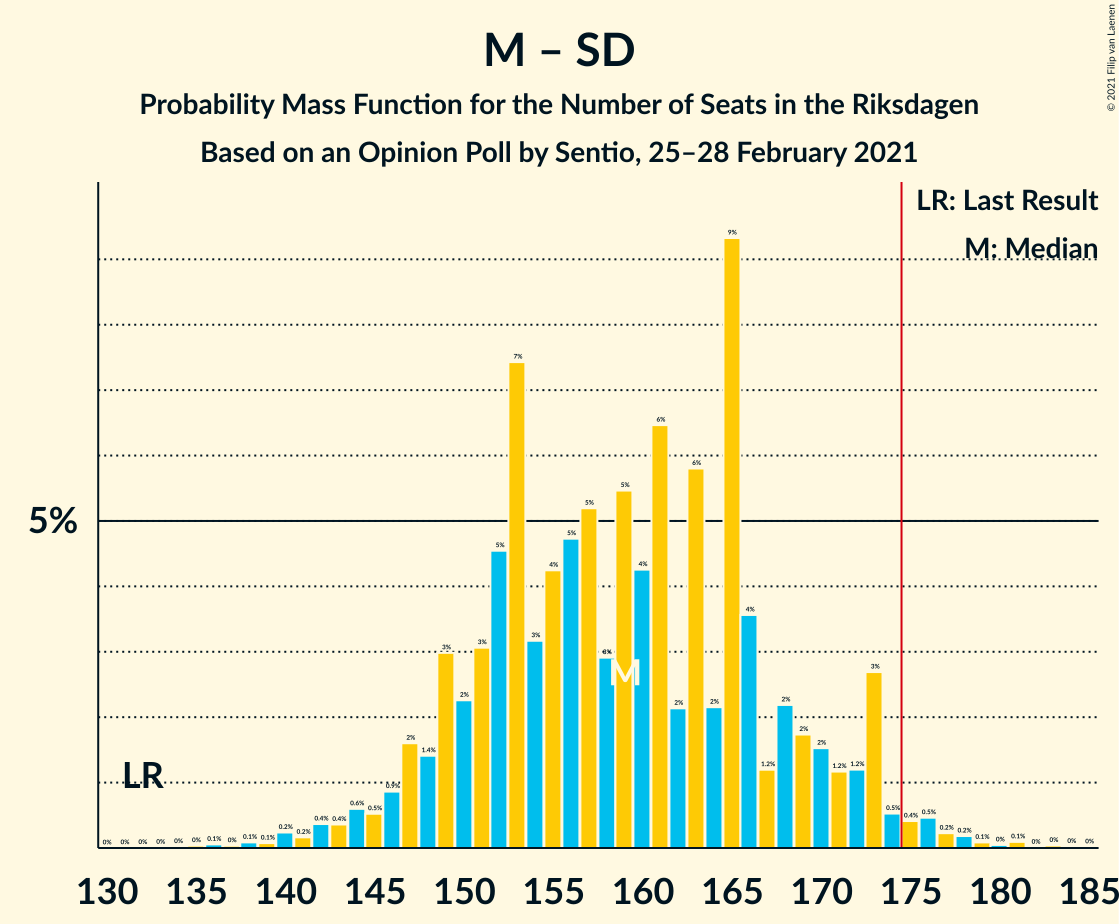 M – SD
Probability Mass Function for the Number of Seats in the Riksdagen
Based on an Opinion Poll by Sentio, 25–28 February 2021
© 2021 Filip van Laenen
LR: Last Result
M: Median
5%
LR
M
0% 0% 0% 0% 0% 0% 0.1% 0% 0.1% 0.1% 0.2% 0.2% 0.4% 0.4% 0.6% 0.5% 0.9% 2% 1.4% 3% 2% 3% 5% 7% 3% 4% 5% 5% 3% 5% 4% 6% 2% 6% 2% 9% 4% 1.2% 2% 2% 2% 1.2% 1.2% 3% 0.5% 0.4% 0.5% 0.2% 0.2% 0.1% 0% 0.1% 0% 0% 0% 0%
130 135 140 145 150 155 160 165 170 175 180 185